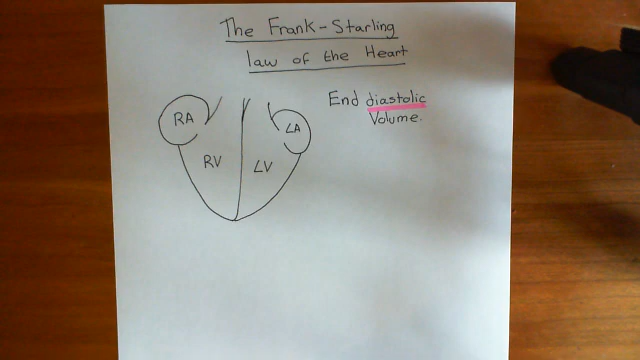 The Frank-Starling
law of the Heart
End diastolic
Volume.
RA
LA
RV
LV